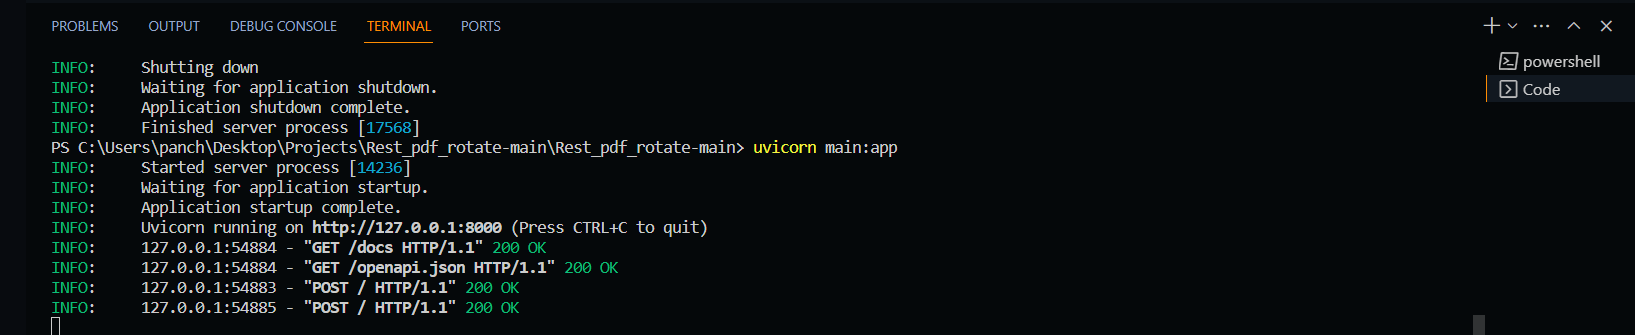 PROBLEMS OUTPUT DEBUG CONSOLE TERMINAL PORTS
powershell
Code
INFO: Shutting down
INFO: Waiting for application shutdown.
INFO: Application shutdown complete.
INFO: Finished server process [17568]
PS C:\Users\panch\Desktop\Projects\Rest_pdf_rotate-main\Rest_pdf_rotate-main> uvicorn main:app
INFO: Started server process [14236]
INFO: Waiting for application startup.
INFO: Application startup complete.
INFO: Uvicorn running on http://127.0.0.1:8000 (Press CTRL+C to quit)
INFO: 127.0.0.1:54884 - "GET /docs HTTP/1.1" 200 OK
INFO: 127.0.0.1:54884 - "GET /openapi.json HTTP/1.1" 200 OK
INFO: 127.0.0.1:54883 - "POST / HTTP/1.1" 200 OK
INFO: 127.0.0.1:54885 - "POST / HTTP/1.1" 200 OK